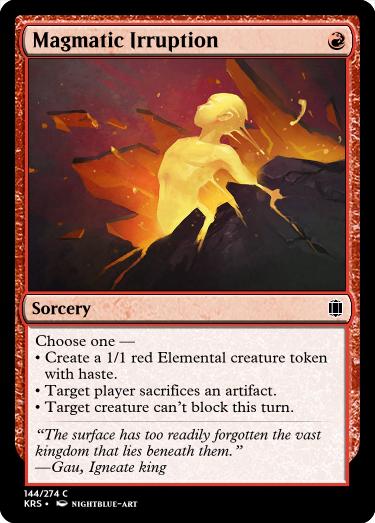 Magmatic Irruption
Sorcery
Choose one —
• Create a 1/1 red Elemental creature token
with haste.
• Target player sacrifices an artifact.
• Target creature can't block this turn.
"The surface has too readily forgotten the vast
kingdom that lies beneath them."
—Gau, Igneate king
144/274 C
KRS • NIGHTBLUE-ART